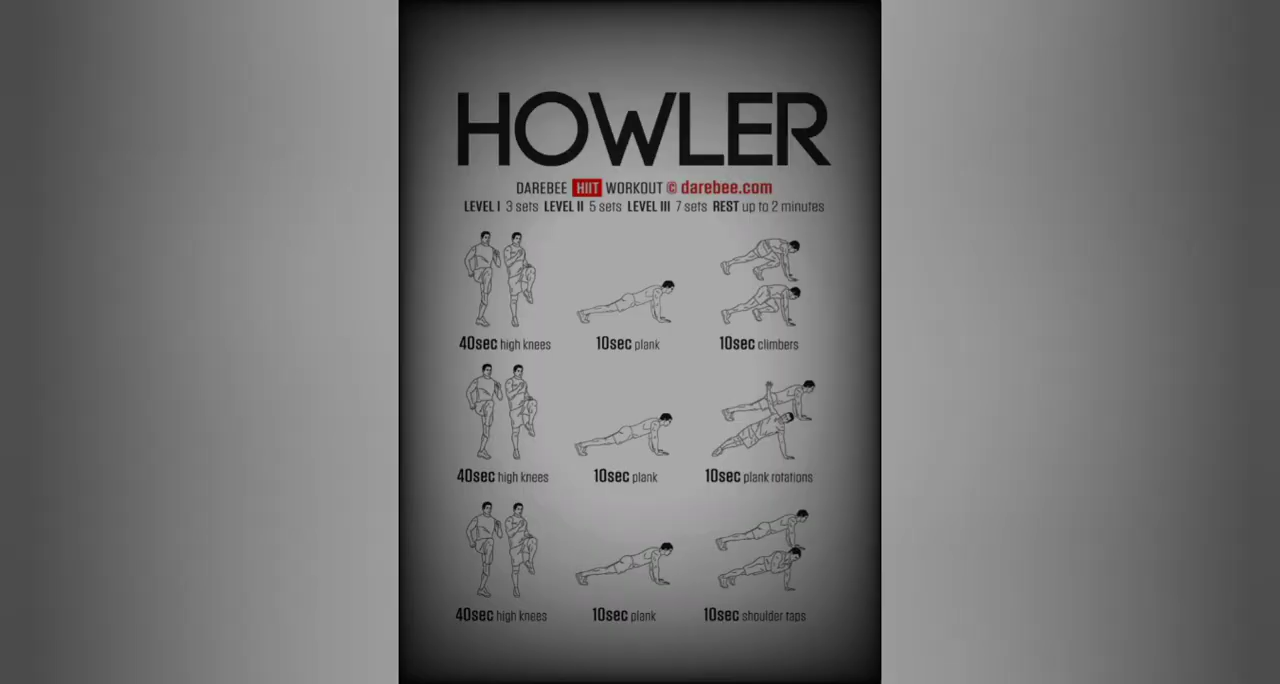 HOWLER
DAREBEE HIIT WORKOUT © darebee.com
LEVEL I 3 sets LEVEL II 5 sets LEVEL III 7 sets REST up to 2 minutes
40sec high knees 10sec plank 10sec climbers
40sec high knees 10sec plank 10sec plank rotations
40sec high knees 10sec plank 10sec shoulder taps